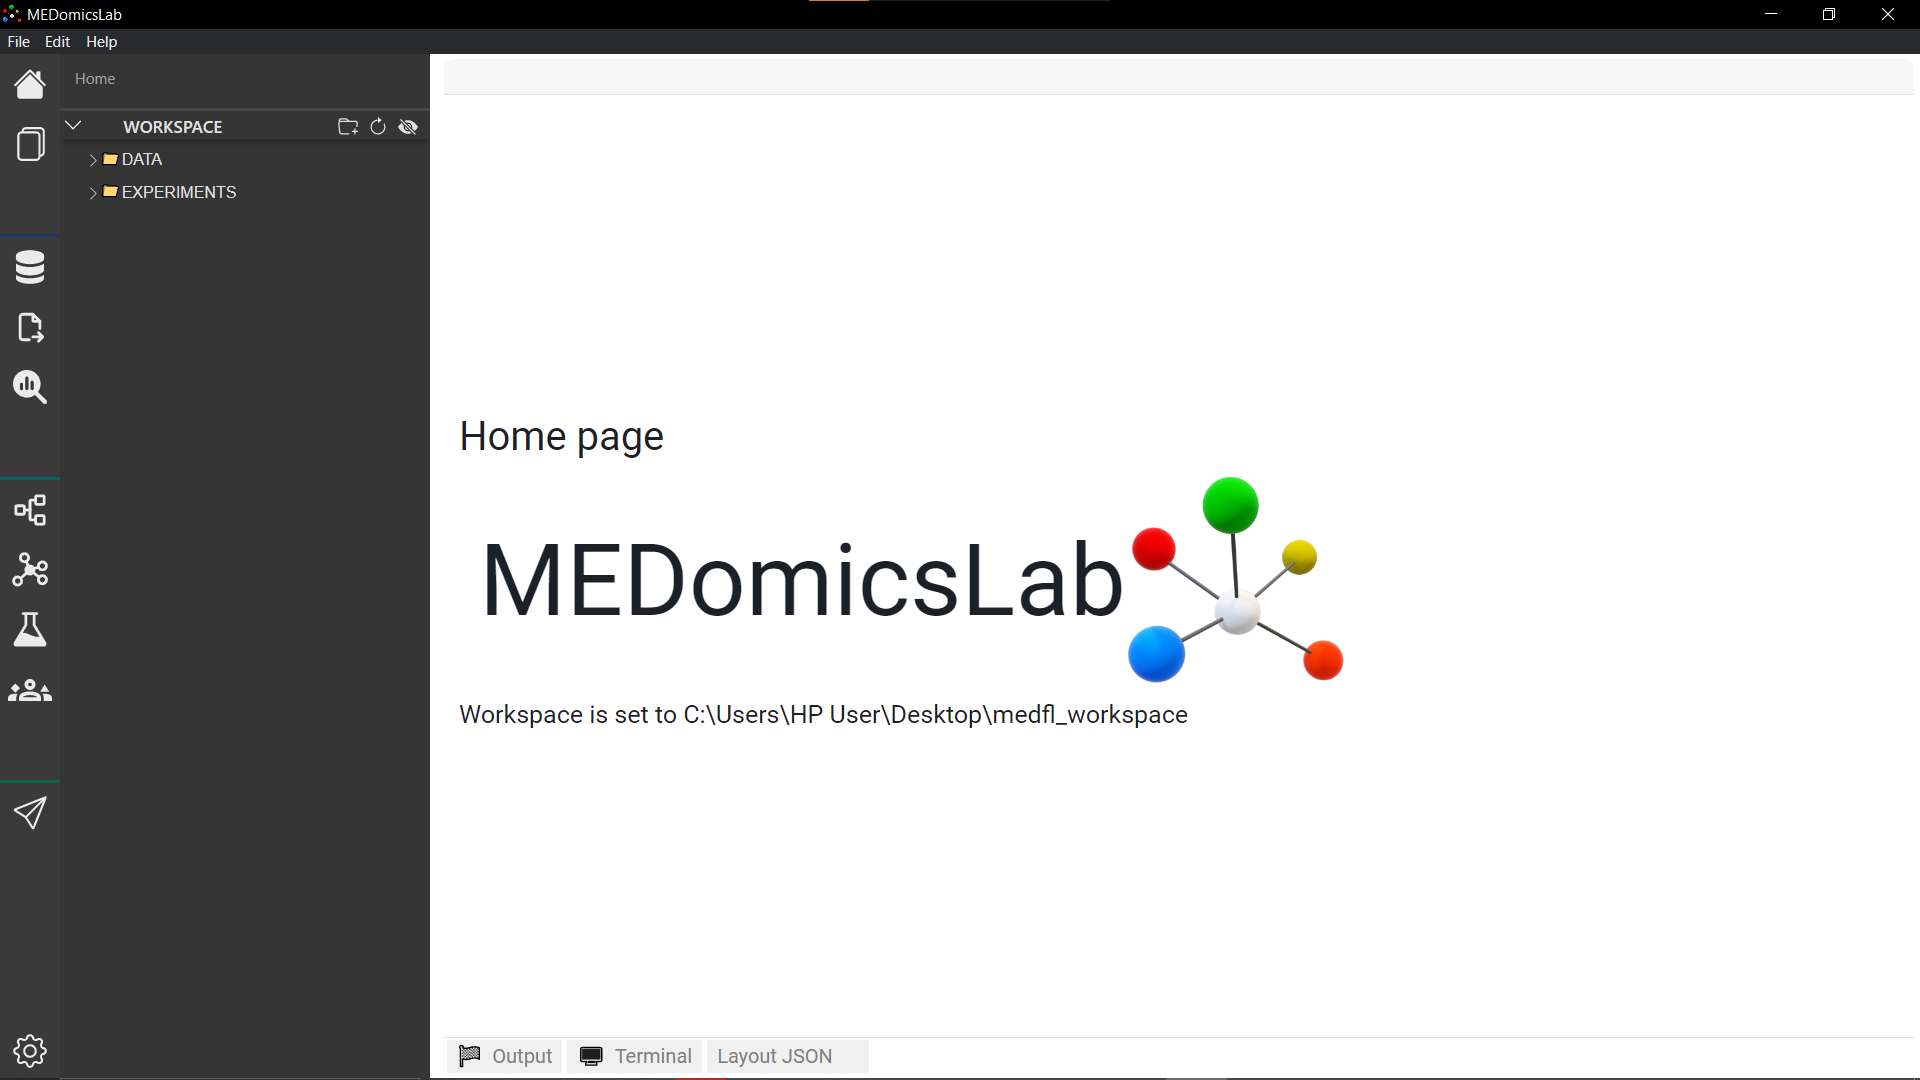 MEDomicsLab
File Edit Help
Home
WORKSPACE
DATA
EXPERIMENTS
Home page
MEDomicsLab
Workspace is set to C:\Users\HP User\Desktop\medfl_workspace
Output Terminal Layout JSON